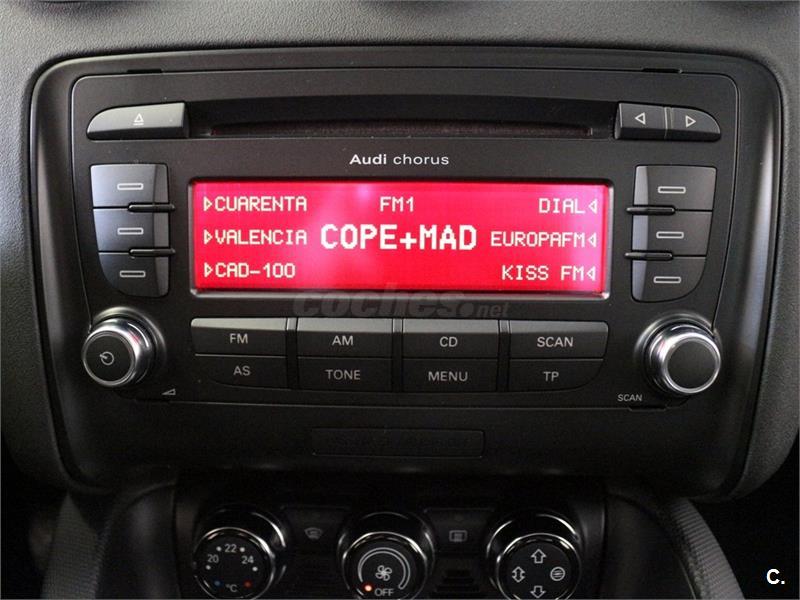 Audi chorus
CUARENTA FM1 DIAL
VALENCIA COPE+MAD EUROPAFM
CAD-100 KISS FM
coches.net
FM AM CD SCAN
AS TONE MENU TP
SCAN
20 22 24
°C
OFF
C.